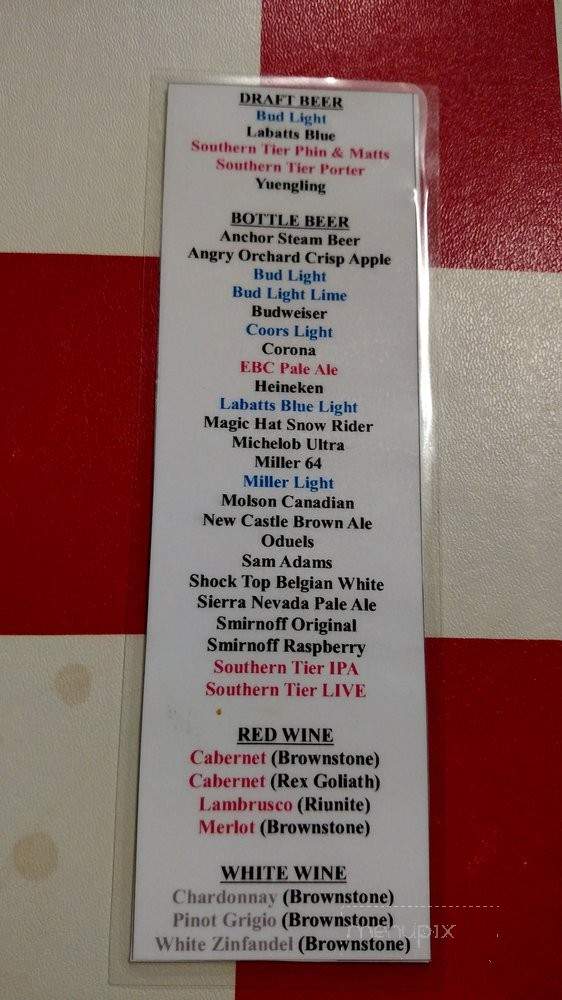 DRAFT BEER
Bud Light
Labatts Blue
Southern Tier Phin & Matts
Southern Tier Porter
Yuengling
BOTTLE BEER
Anchor Steam Beer
Angry Orchard Crisp Apple
Bud Light
Bud Light Lime
Budweiser
Coors Light
Corona
EBC Pale Ale
Heineken
Labatts Blue Light
Magic Hat Snow Rider
Michelob Ultra
Miller 64
Miller Light
Molson Canadian
New Castle Brown Ale
Oduels
Sam Adams
Shock Top Belgian White
Sierra Nevada Pale Ale
Smirnoff Original
Smirnoff Raspberry
Southern Tier IPA
Southern Tier LIVE
RED WINE
Cabernet (Brownstone)
Cabernet (Rex Goliath)
Lambrusco (Riunite)
Merlot (Brownstone)
WHITE WINE
Chardonnay (Brownstone)
Pinot Grigio (Brownstone)
White Zinfandel (Brownstone)
menupix